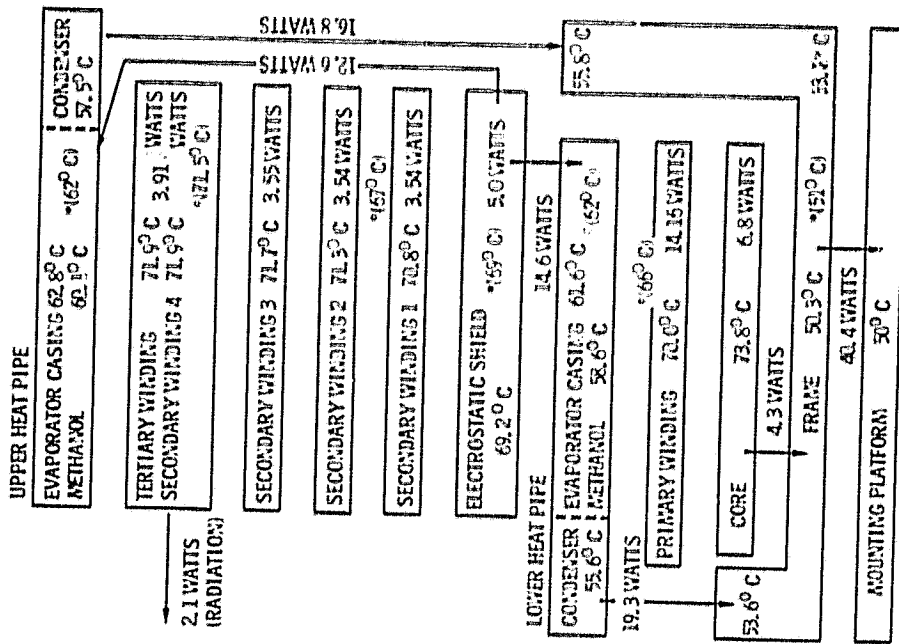 UPPER HEAT PIPE
EVAPORATOR CASING 62.8° C
METHANOL 60.1° C
*(62° C)
CONDENSER
57.5° C
16.8 WATTS
12.6 WATTS
TERTIARY WINDING 71.9° C 3.91 WATTS
SECONDARY WINDING 4 71.9° C WATTS
*(71.5° C)
2.1 WATTS
(RADIATION)
SECONDARY WINDING 3 71.7° C 3.55 WATTS
SECONDARY WINDING 2 71.3° C 3.54 WATTS
*(67° C)
SECONDARY WINDING 1 70.8° C 3.54 WATTS
ELECTROSTATIC SHIELD *(69° C) 5.0 WATTS
69.2° C
14.6 WATTS
LOWER HEAT PIPE
CONDENSER
55.6° C
EVAPORATOR CASING 61.6° C
METHANOL 58.6° C *(62° C)
19.3 WATTS
*(66° C)
PRIMARY WINDING 70.0° C 14.16 WATTS
CORE 73.8° C 6.8 WATTS
4.3 WATTS
53.6° C
55.8° C
FRAME 50.3° C *(51° C)
40.4 WATTS
MOUNTING PLATFORM 50° C